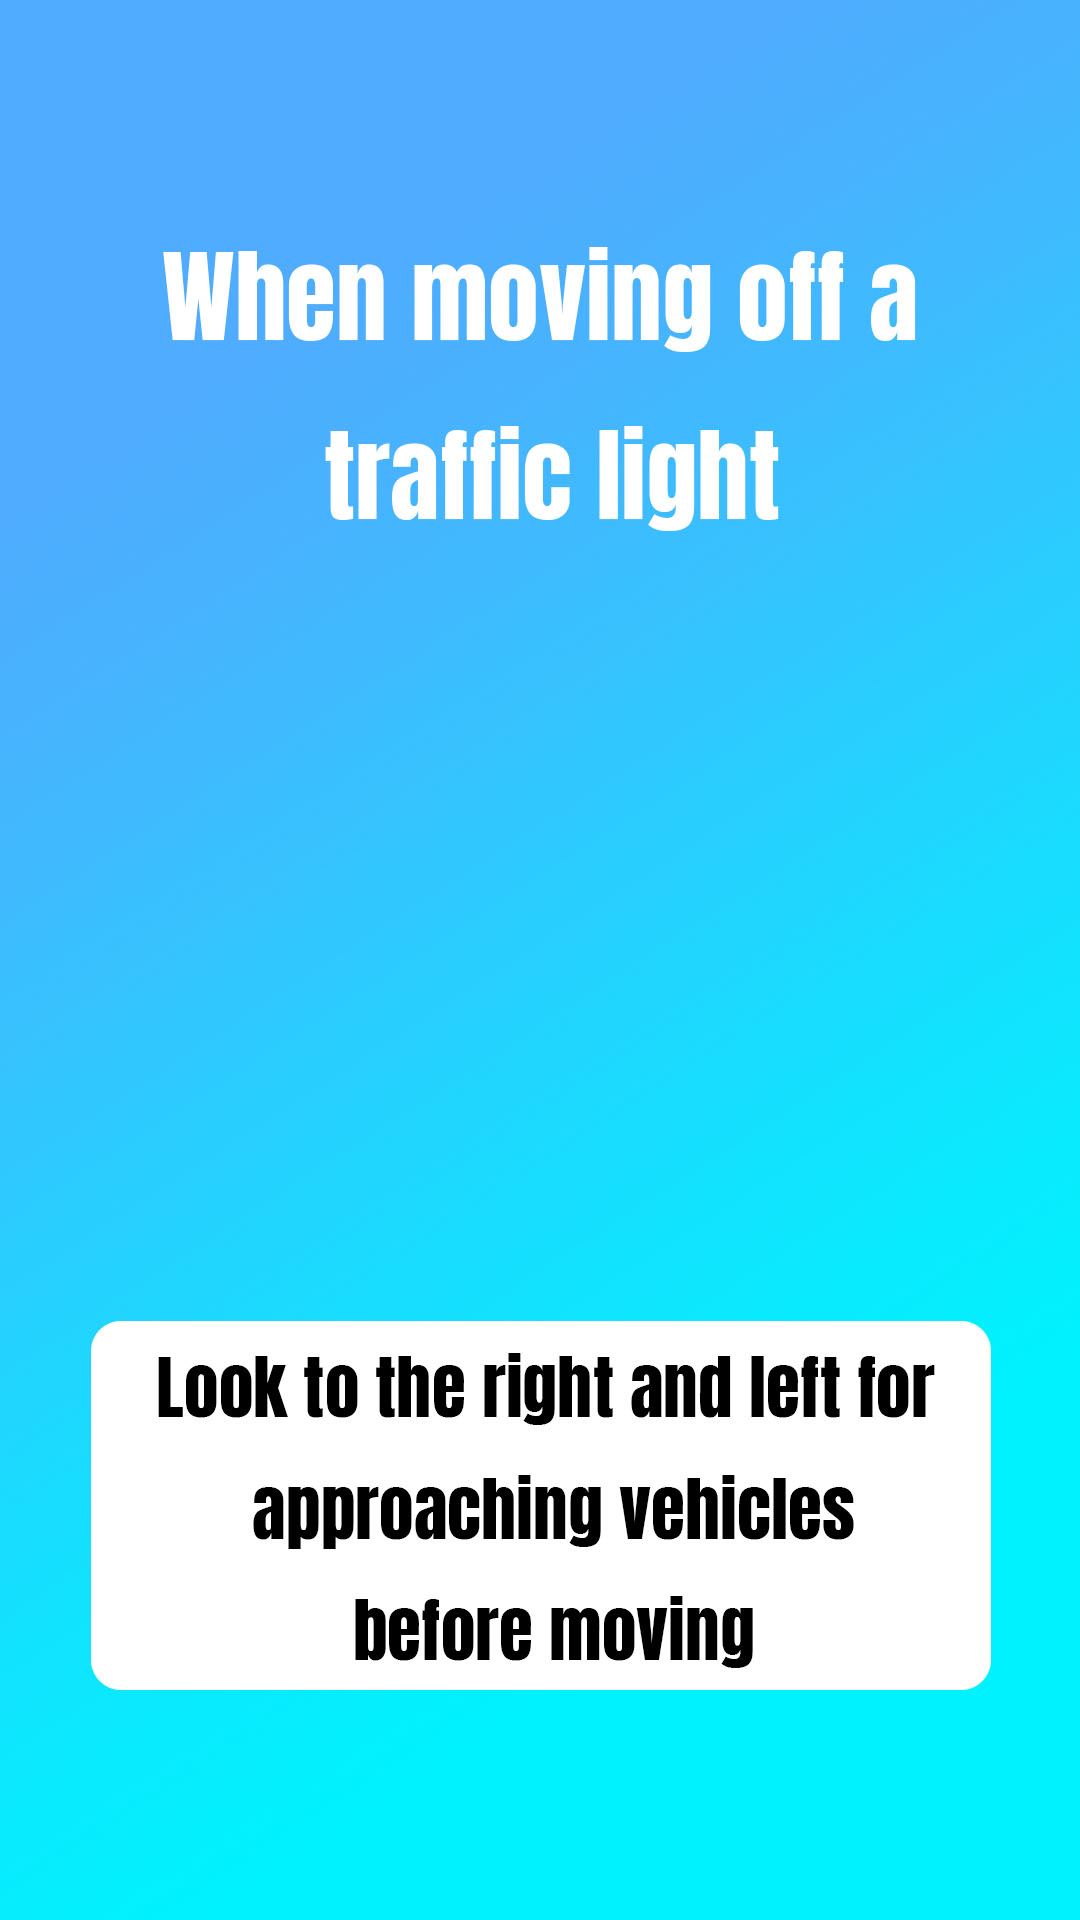 When moving off a
traffic light
Look to the right and left for
approaching vehicles
before moving